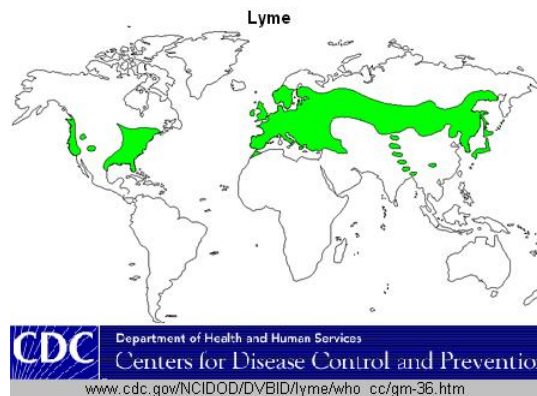 Lyme
CDC
Department of Health and Human Services
Centers for Disease Control and Preventio
www.cdc.gov/NCIDOD/DVBID/lyme/who_cc/gm-36.htm